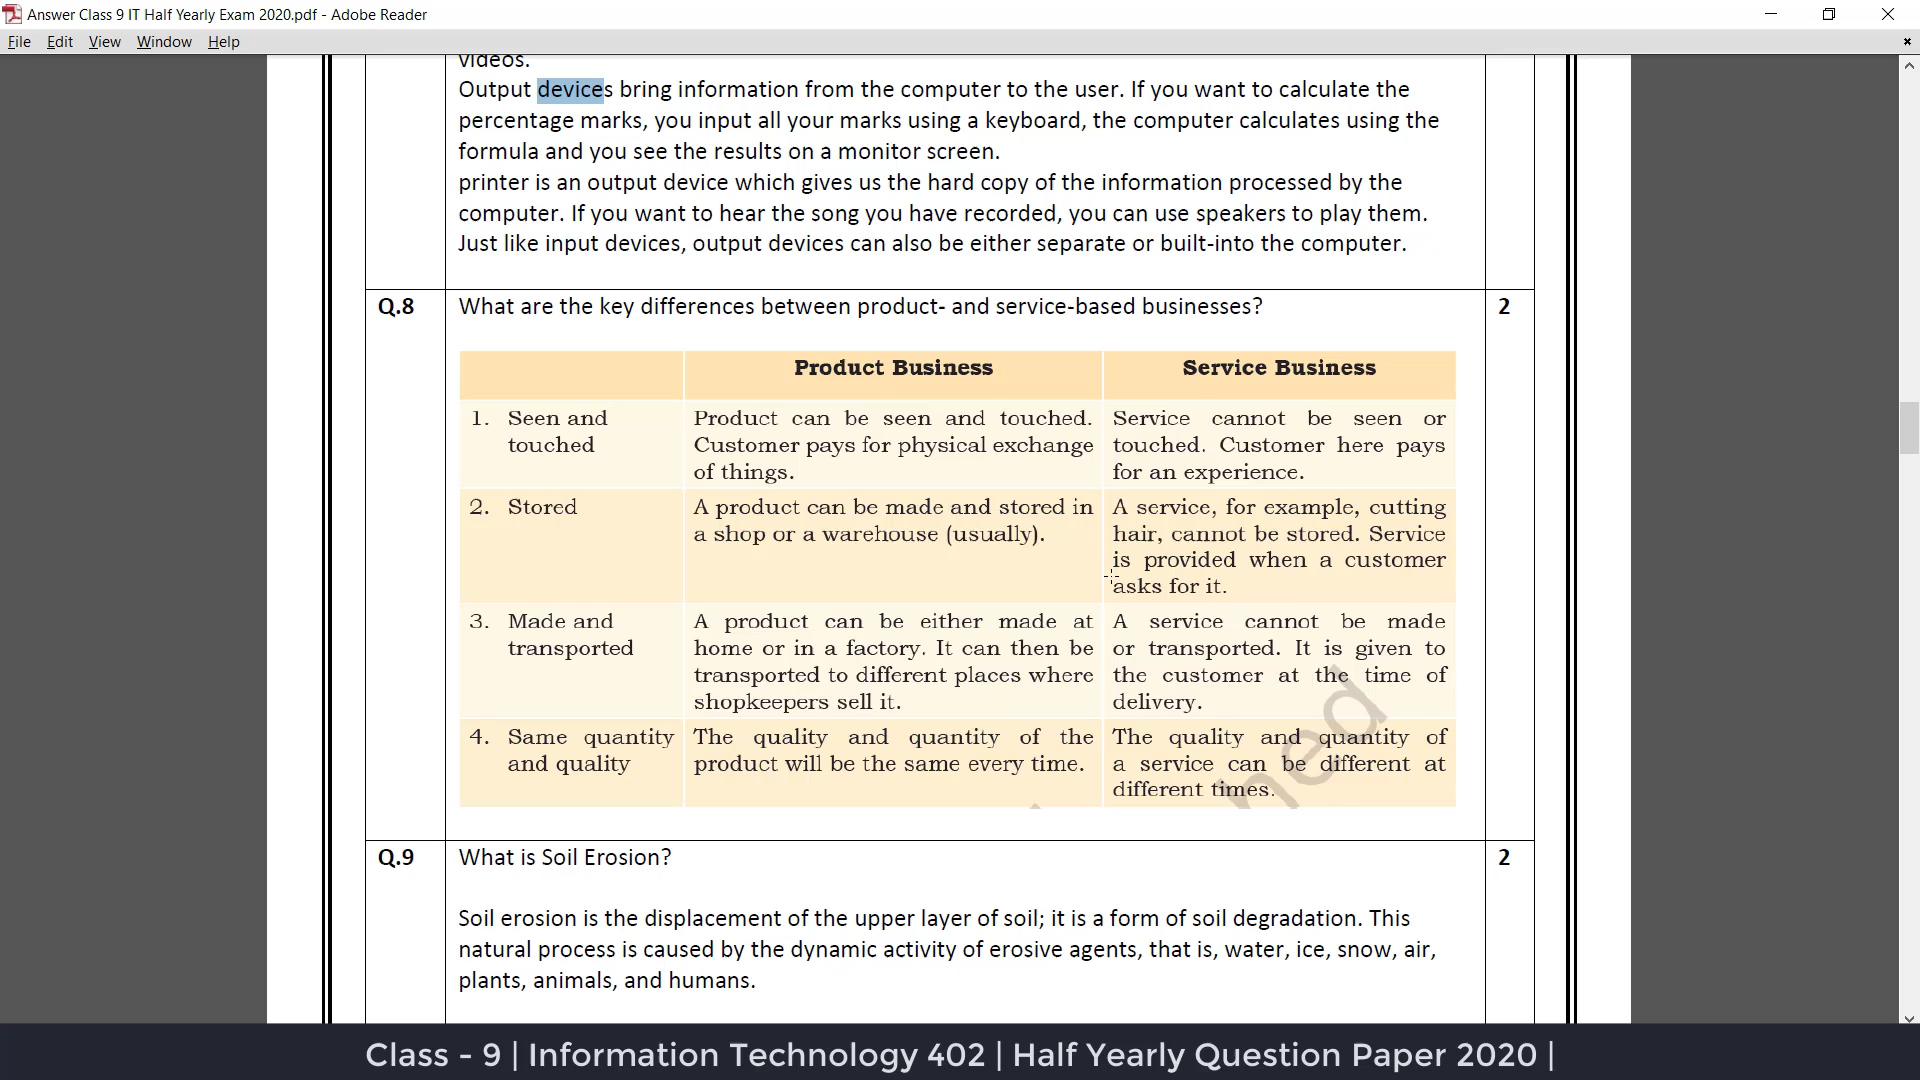 Answer Class 9 IT Half Yearly Exam 2020.pdf - Adobe Reader
File Edit View Window Help
videos.
Output devices bring information from the computer to the user. If you want to calculate the
percentage marks, you input all your marks using a keyboard, the computer calculates using the
formula and you see the results on a monitor screen.
printer is an output device which gives us the hard copy of the information processed by the
computer. If you want to hear the song you have recorded, you can use speakers to play them.
Just like input devices, output devices can also be either separate or built-into the computer.
Q.8 What are the key differences between product- and service-based businesses? 2
Product Business Service Business
1. Seen and touched
Product can be seen and touched.
Customer pays for physical exchange
of things.
Service cannot be seen or
touched. Customer here pays
for an experience.
2. Stored
A product can be made and stored in
a shop or a warehouse (usually).
A service, for example, cutting
hair, cannot be stored. Service
is provided when a customer
asks for it.
3. Made and
transported
A product can be either made at
home or in a factory. It can then be
transported to different places where
shopkeepers sell it.
A service cannot be made
or transported. It is given to
the customer at the time of
delivery.
4. Same quantity
and quality
The quality and quantity of the
product will be the same every time.
The quality and quantity of
a service can be different at
different times.
Q.9 What is Soil Erosion? 2
Soil erosion is the displacement of the upper layer of soil; it is a form of soil degradation. This
natural process is caused by the dynamic activity of erosive agents, that is, water, ice, snow, air,
plants, animals, and humans.
Class - 9 | Information Technology 402 | Half Yearly Question Paper 2020 |